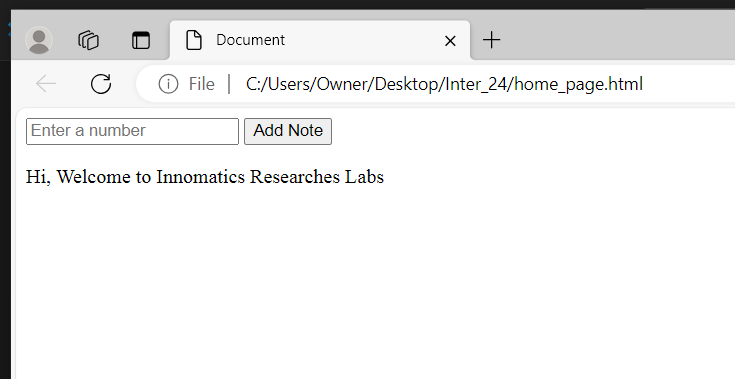 Document
File | C:/Users/Owner/Desktop/Inter_24/home_page.html
Enter a number Add Note
Hi, Welcome to Innomatics Researches Labs